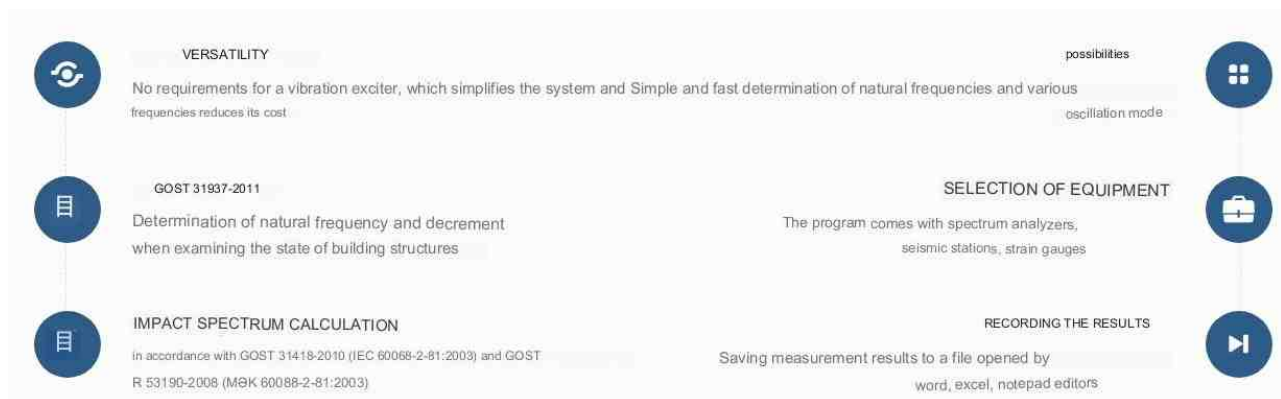 VERSATILITY
possibilities
No requirements for a vibration exciter, which simplifies the system and Simple and fast determination of natural frequencies and various
frequencies reduces its cost
oscillation mode
GOST 31937-2011
Determination of natural frequency and decrement
when examining the state of building structures
SELECTION OF EQUIPMENT
The program comes with spectrum analyzers,
seismic stations, strain gauges
IMPACT SPECTRUM CALCULATION
in accordance with GOST 31418-2010 (IEC 60068-2-81:2003) and GOST
R 53190-2008 (MƏK 60088-2-81:2003)
RECORDING THE RESULTS
Saving measurement results to a file opened by
word, excel, notepad editors